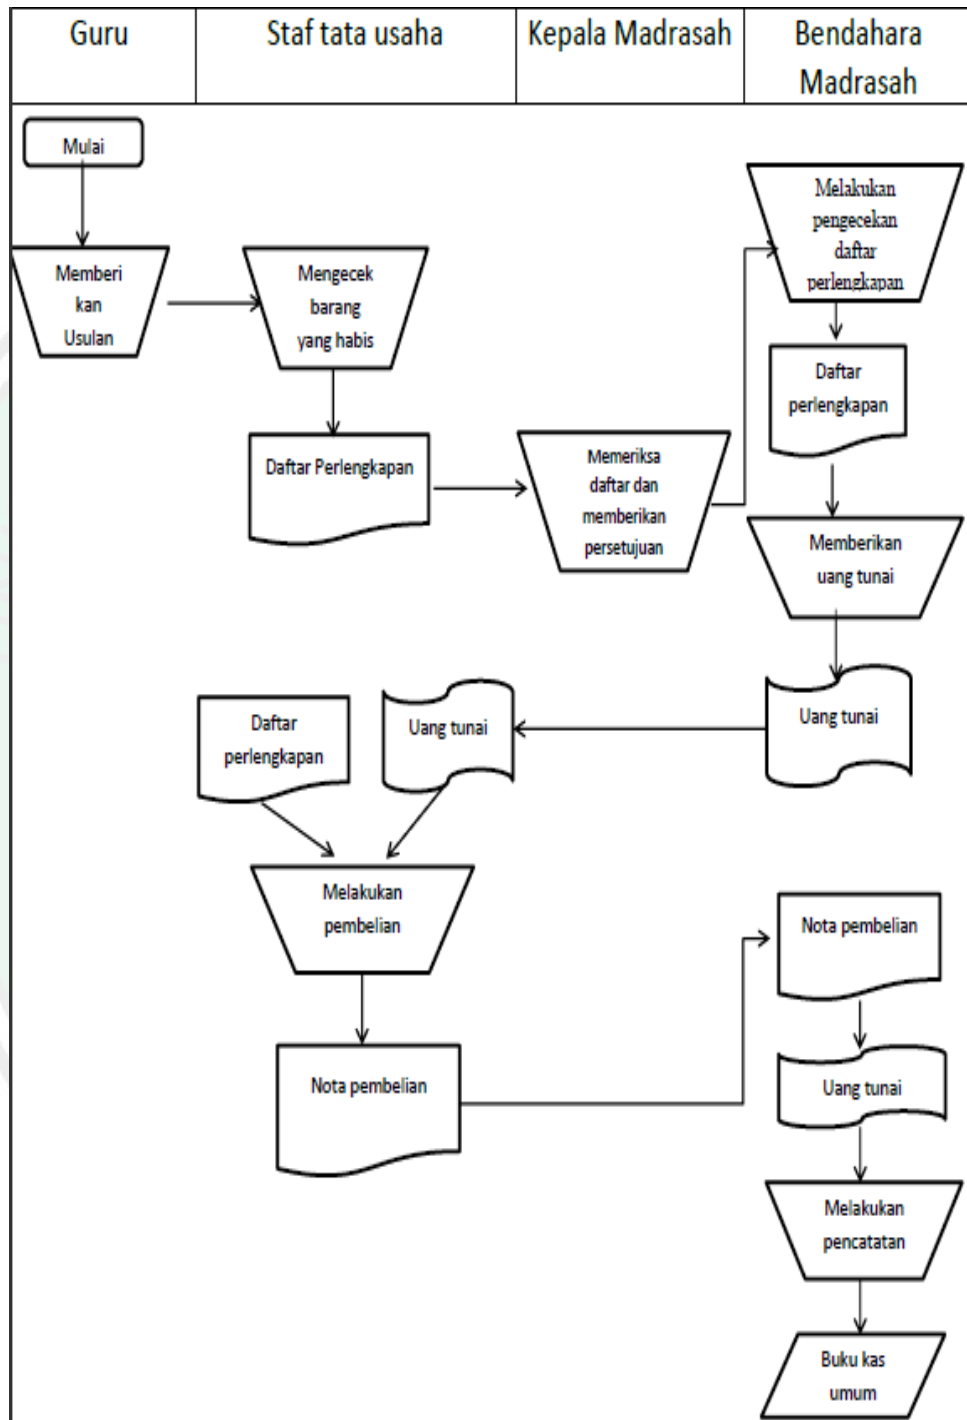 Guru
Staf tata usaha
Kepala Madrasah
Bendahara
Madrasah
Mulai
Memberi
kan
Usulan
Mengecek
barang
yang habis
Daftar Perlengkapan
Memeriksa
daftar dan
memberikan
persetujuan
Melakukan
pengecekan
daftar
perlengkapan
Daftar
perlengkapan
Memberikan
uang tunai
Uang tunai
Uang tunai
Daftar
perlengkapan
Melakukan
pembelian
Nota pembelian
Nota pembelian
Uang tunai
Melakukan
pencatatan
Buku kas
umum